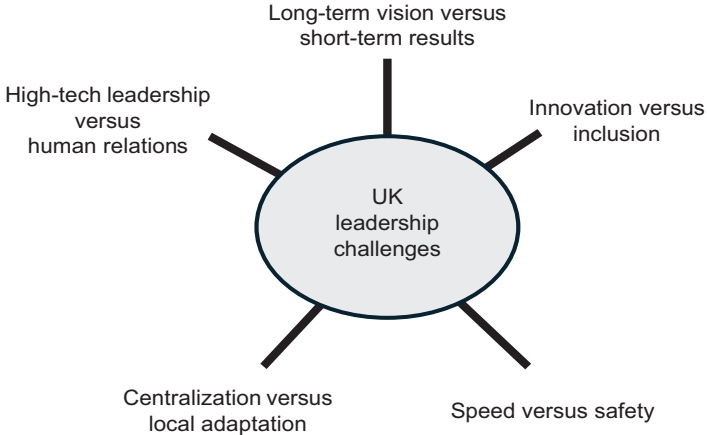 Long-term vision versus
short-term results
High-tech leadership
versus
human relations
Innovation versus
inclusion
UK
leadership
challenges
Centralization versus
local adaptation
Speed versus safety